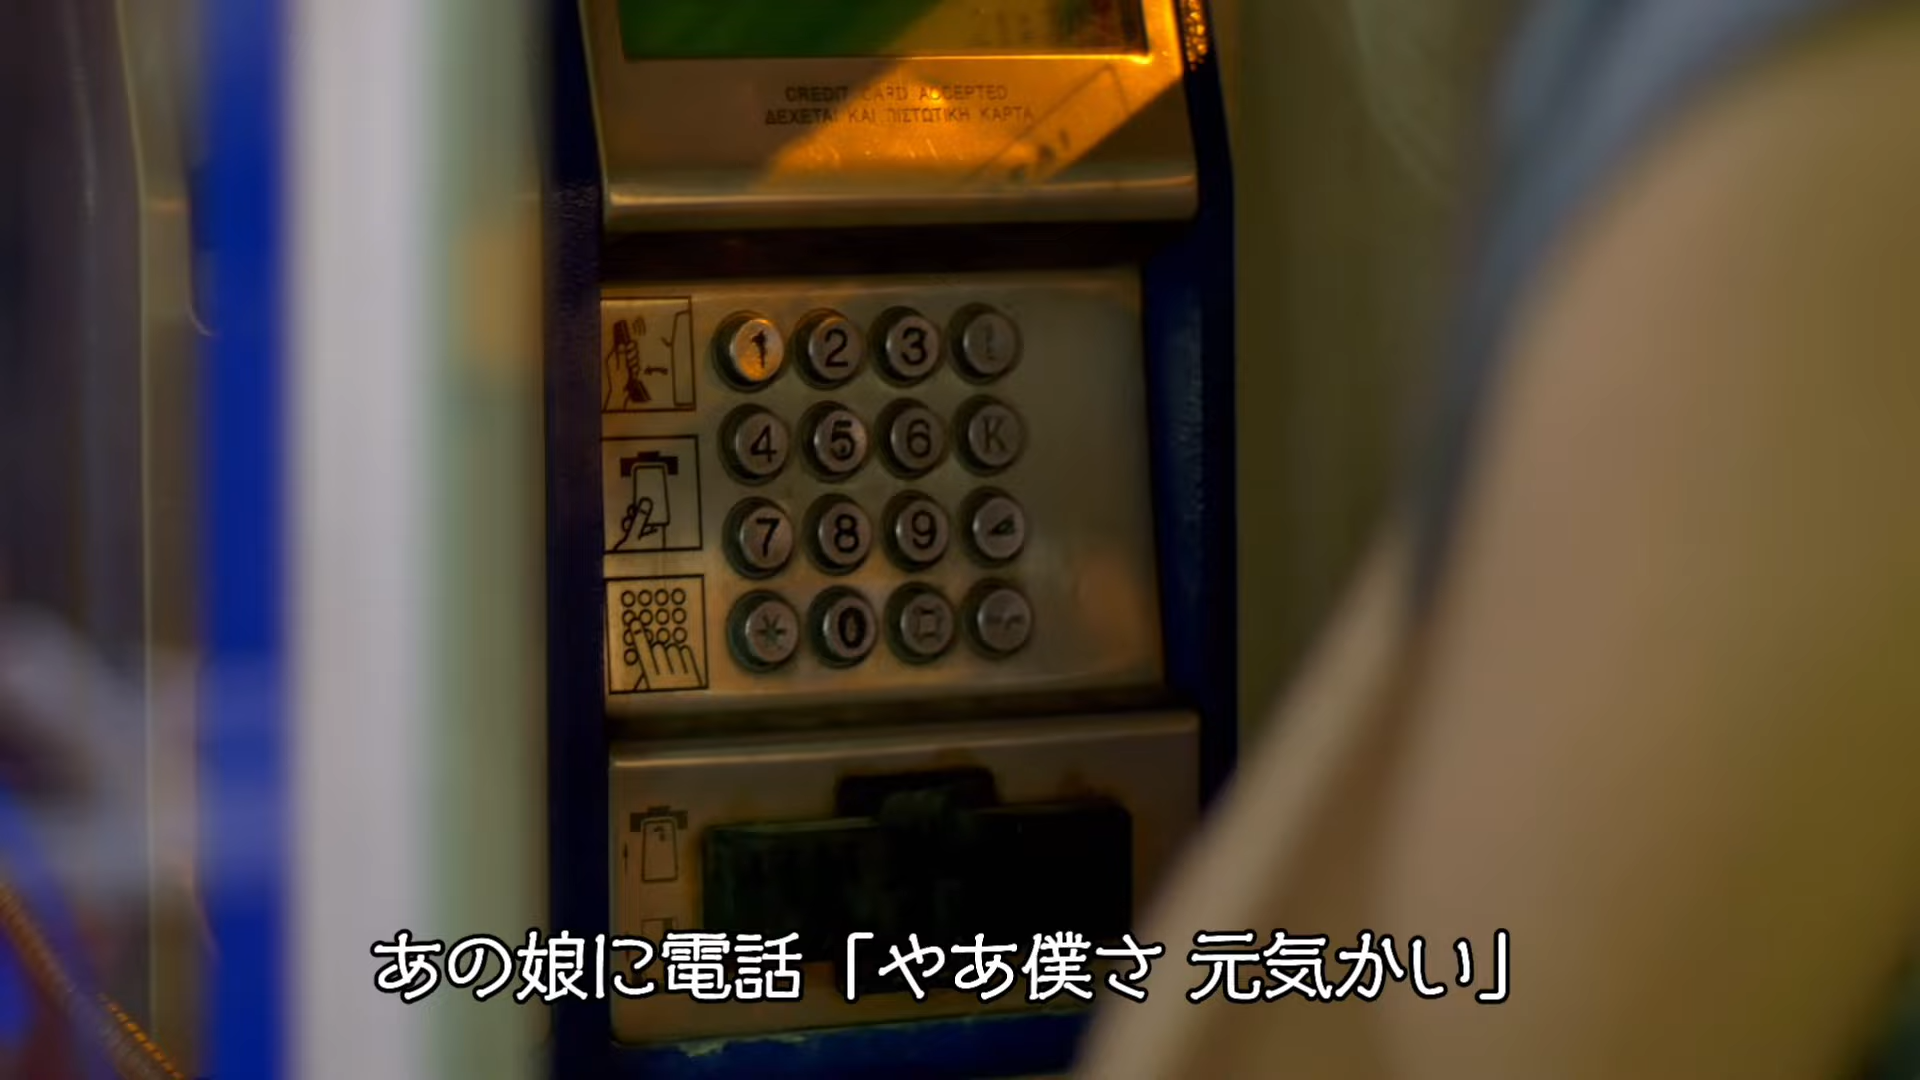 CREDIT CARD ACCEPTED
ΔΕΧΕΤΑΙ ΚΑΙ ΠΙΣΤΩΤΙΚΗ ΚΑΡΤΑ
1 2 3
4 5 6 K
7 8 9
* 0
あの娘に電話「やあ僕さ 元気かい」